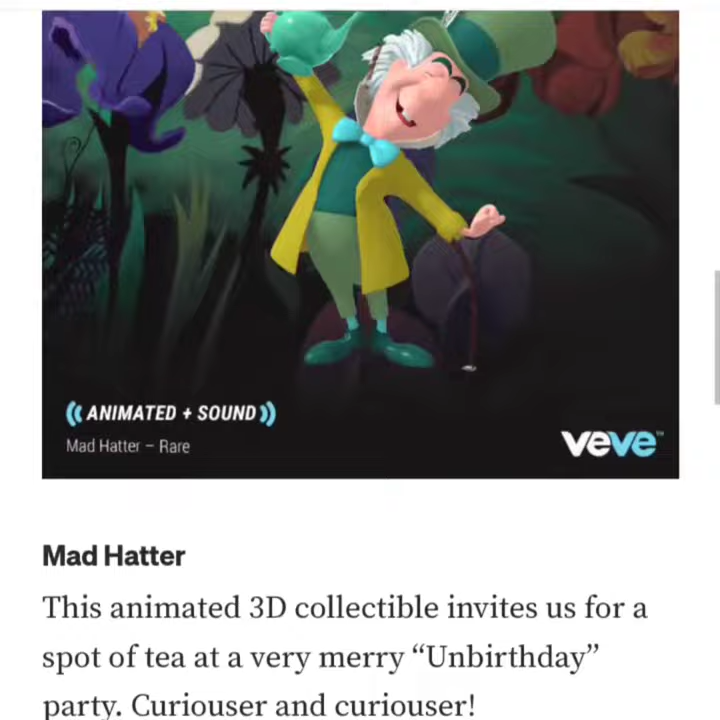 (( ANIMATED + SOUND ))
Mad Hatter – Rare
veve™
Mad Hatter
This animated 3D collectible invites us for a
spot of tea at a very merry “Unbirthday”
party. Curiouser and curiouser!